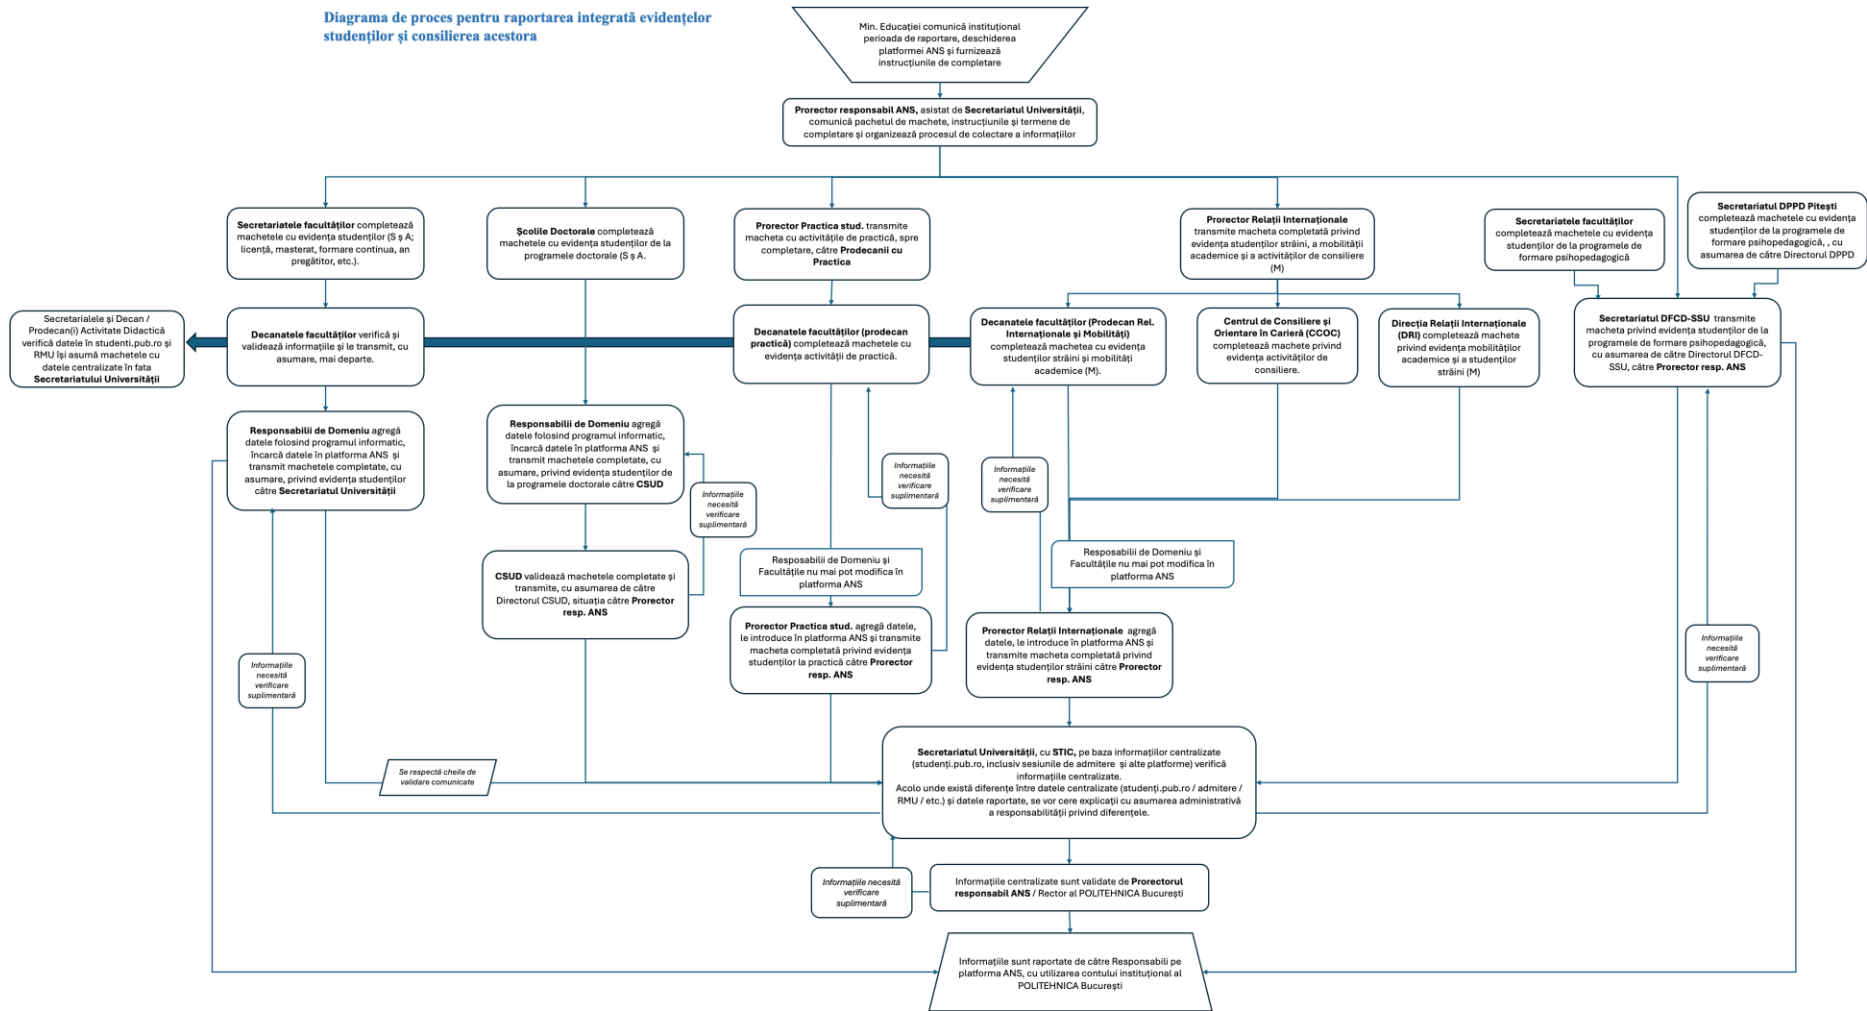 Diagrama de proces pentru raportarea integrată evidențelor
studenților și consilierea acestora
Min. Educației comunică instituțional
perioada de raportare, deschiderea
platformei ANS și furnizează
instrucțiunile de completare
Prorector responsabil ANS, asistat de Secretariatul Universității,
comunică pachetul de machete, instrucțiunile și termene de
completare și organizează procesul de colectare a informațiilor
Secretariatele facultăților completează
machetele cu evidența studenților (S ș A;
licență, masterat, formare continua, an
pregătitor, etc.).
Școlile Doctorale completează
machetele cu evidența studenților de la
programele doctorale (S ș A.
Prorector Practica stud. transmite
macheta cu activitățile de practică, spre
completare, către Prodecanii cu
Practica
Prorector Relații Internaționale
transmite macheta completată privind
evidența studenților străini, a mobilității
academice și a activităților de consiliere
(M)
Secretariatele facultăților
completează machetele cu evidența
studenților de la programele de
formare psihopedagogică
Secretariatul DPPD Pitești
completează machetele cu evidența
studenților de la programele de
formare psihopedagogică, , cu
asumarea de către Directorul DPPD
Secretarialele și Decan /
Prodecan(i) Activitate Didactică
verifică datele în studenti.pub.ro și
RMU își asumă machetele cu
datele centralizate în fata
Secretariatului Universității
Decanatele facultăților verifică și
validează informațiile și le transmit, cu
asumare, mai departe.
Decanatele facultăților (prodecan
practică) completează machetele cu
evidența activității de practică.
Decanatele facultăților (Prodecan Rel.
Internaționale și Mobilități)
completează machetea cu evidența
studenților străini și mobilități
academice (M).
Centrul de Consiliere și
Orientare în Carieră (CCOC)
completează machete privind
evidența activităților de
consiliere.
Direcția Relații Internaționale
(DRI) completează machete
privind evidența mobilităților
academice și a studenților
străini (M)
Secretariatul DFCD-SSU transmite
macheta privind evidența studenților de la
programele de formare psihopedagogică,
cu asumarea de către Directorul DFCD-
SSU, către Prorector resp. ANS
Responsabilii de Domeniu agregă
datele folosind programul informatic,
încarcă datele în platforma ANS și
transmit machetele completate, cu
asumare, privind evidența studenților
către Secretariatul Universității
Responsabilii de Domeniu agregă
datele folosind programul informatic,
încarcă datele în platforma ANS și
transmit machetele completate, cu
asumare, privind evidența studenților de
la programele doctorale către CSUD
Informațiile
necesită
verificare
suplimentară
Informațiile
necesită
verificare
suplimentară
Informațiile
necesită
verificare
suplimentară
CSUD validează machetele completate și
transmite, cu asumarea de către
Directorul CSUD, situația către Prorector
resp. ANS
Resposabilii de Domeniu și
Facultățile nu mai pot modifica în
platforma ANS
Resposabilii de Domeniu și
Facultățile nu mai pot modifica în
platforma ANS
Prorector Practica stud. agregă datele,
le introduce în platforma ANS și transmite
macheta completată privind evidența
studenților la practică către Prorector
resp. ANS
Prorector Relații Internaționale agregă
datele, le introduce în platforma ANS și
transmite macheta completată privind
evidența studenților străini către Prorector
resp. ANS
Informațiile
necesită
verificare
suplimentară
Informațiile
necesită
verificare
suplimentară
Se respectă cheile de
validare comunicate
Secretariatul Universității, cu STIC, pe baza informațiilor centralizate
(studenți.pub.ro, inclusiv sesiunile de admitere și alte platforme) verifică
informațiile centralizate.
Acolo unde există diferențe între datele centralizate (studenți.pub.ro / admitere /
RMU / etc.) și datele raportate, se vor cere explicații cu asumarea administrativă
a responsabilității privind diferențele.
Informațiile necesită
verificare
suplimentară
Informațiile centralizate sunt validate de Prorectorul
responsabil ANS / Rector al POLITEHNICA București
Informațiile sunt raportate de către Responsabili pe
platforma ANS, cu utilizarea contului instituțional al
POLITEHNICA București